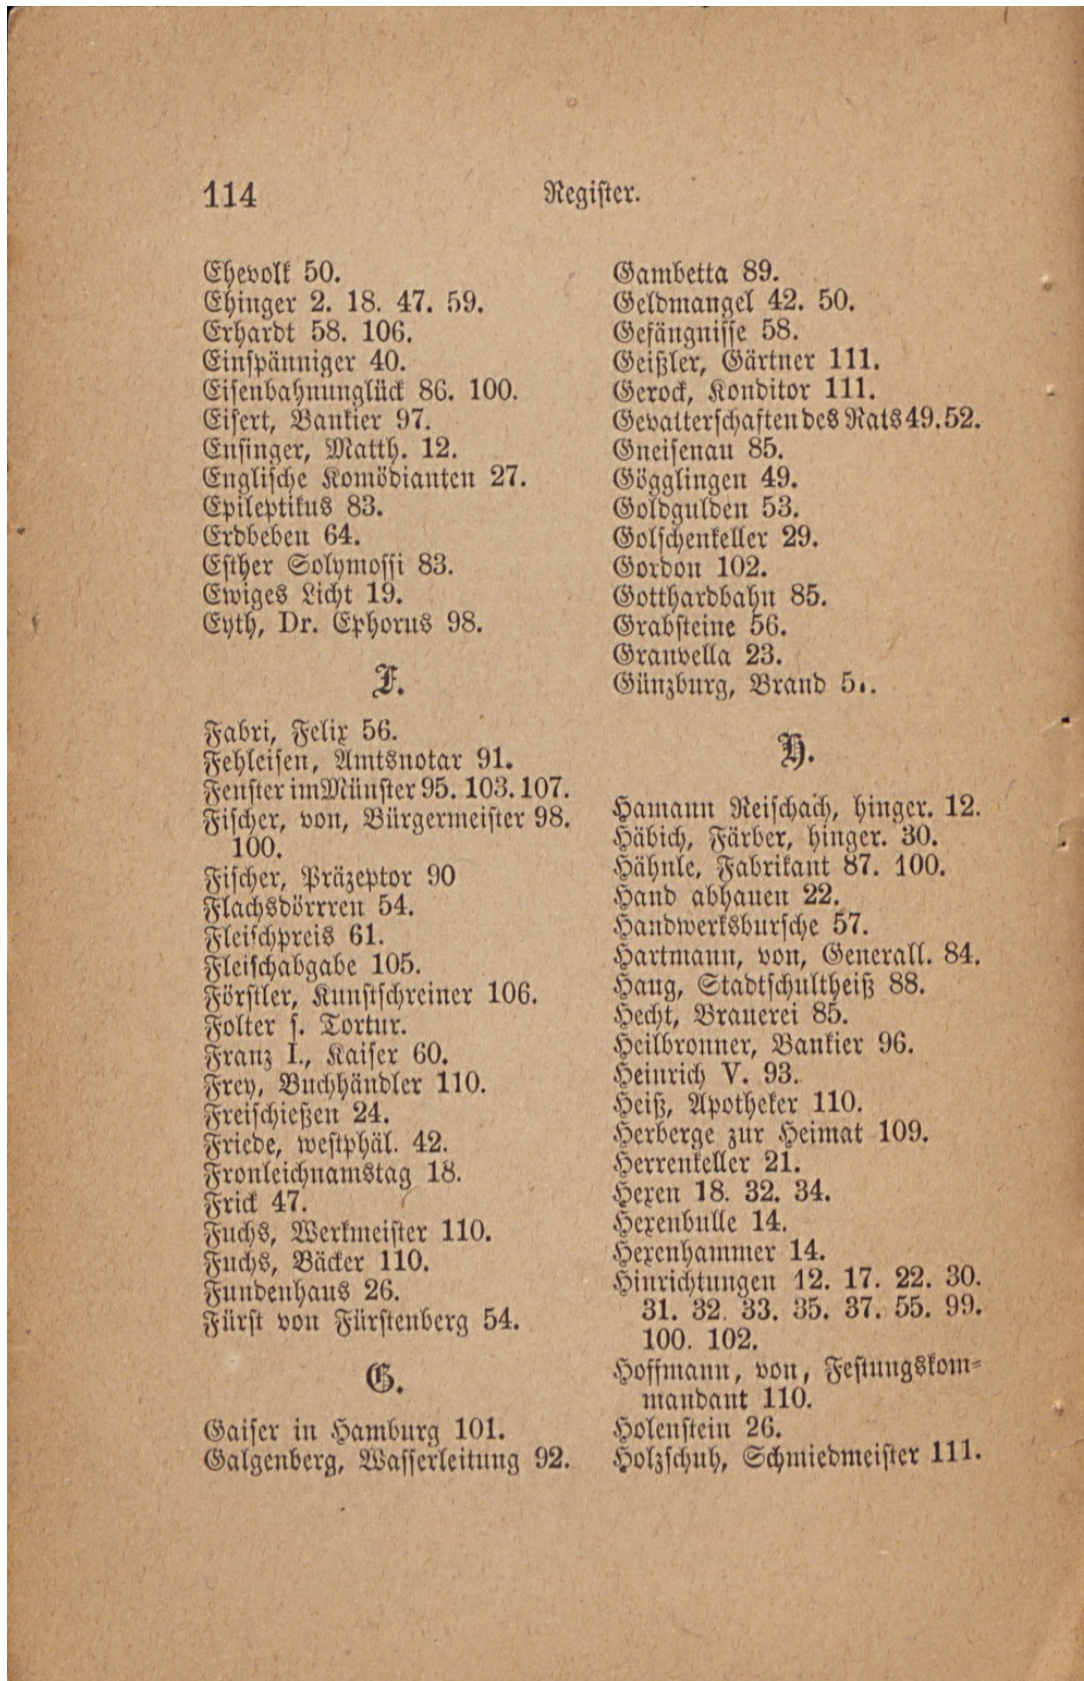 114
Register.
Ehevolk 50.
Ehinger 2. 18. 47. 59.
Erhardt 58. 106.
Einspänniger 40.
Eisenbahnunglück 86. 100.
Eisert, Bankier 97.
Ensinger, Matth. 12.
Englische Komödianten 27.
Epileptikus 83.
Erdbeben 64.
Esther Solymossi 83.
Ewiges Licht 19.
Eyth, Dr. Ephorus 98.
F.
Fabri, Felix 56.
Fehleisen, Amtsnotar 91.
Fenster im Münster 95. 103. 107.
Fischer, von, Bürgermeister 98.
100.
Fischer, Präzeptor 90
Flachsdörrren 54.
Fleischpreis 61.
Fleischabgabe 105.
Förstler, Kunstschreiner 106.
Folter s. Tortur.
Franz I., Kaiser 60.
Frey, Buchhändler 110.
Freischießen 24.
Friede, westphäl. 42.
Fronleichnamstag 18.
Frick 47.
Fuchs, Werkmeister 110.
Fuchs, Bäcker 110.
Fundenhaus 26.
Fürst von Fürstenberg 54.
G.
Gaiser in Hamburg 101.
Galgenberg, Wasserleitung 92.
Gambetta 89.
Geldmangel 42. 50.
Gefängnisse 58.
Geißler, Gärtner 111.
Gerock, Konditor 111.
Gevatterschaften des Rats 49. 52.
Gneisenau 85.
Gögglingen 49.
Goldgulden 53.
Golschenkeller 29.
Gordon 102.
Gotthardbahn 85.
Grabsteine 56.
Granvella 23.
Günzburg, Brand
H.
Hamann Reischach, hinger. 12.
Häbich, Färber, hinger. 30.
Hähnle, Fabrikant 87. 100.
Hand abhauen 22.
Handwerksbursche 57.
Hartmann, von, Generall. 84.
Haug, Stadtschultheiß 88.
Hecht, Brauerei 85.
Heilbronner, Bankier 96.
Heinrich V. 93.
Heiß, Apotheker 110.
Herberge zur Heimat 109.
Herrenkeller 21.
Hexen 18. 32. 34.
Hexenbulle 14.
Hexenhammer 14.
Hinrichtungen 12. 17. 22. 30.
31. 32. 33. 35. 37. 55. 99.
100. 102.
Hoffmann, von, Festungskom-
mandant 110.
Holenstein 26.
Holzschuh, Schmiedmeister 111.